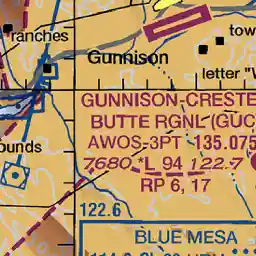 ranches
tow
Gunnison
letter "W
GUNNISON-CRESTE
BUTTE RGNL (GUC
AWOS-3PT 135.075
ounds
7680 *L 94 122.7
RP 6, 17
122.6
BLUE MESA